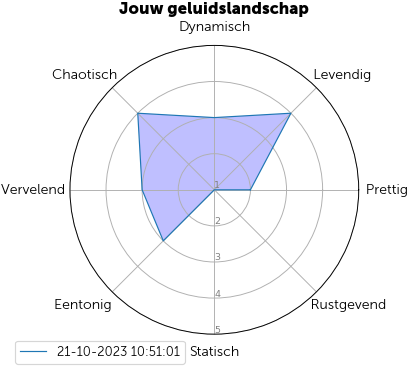 Jouw geluidslandschap
Dynamisch
Chaotisch
Levendig
Vervelend
Prettig
1
2
3
4
5
Eentonig
Rustgevend
21-10-2023 10:51:01
Statisch